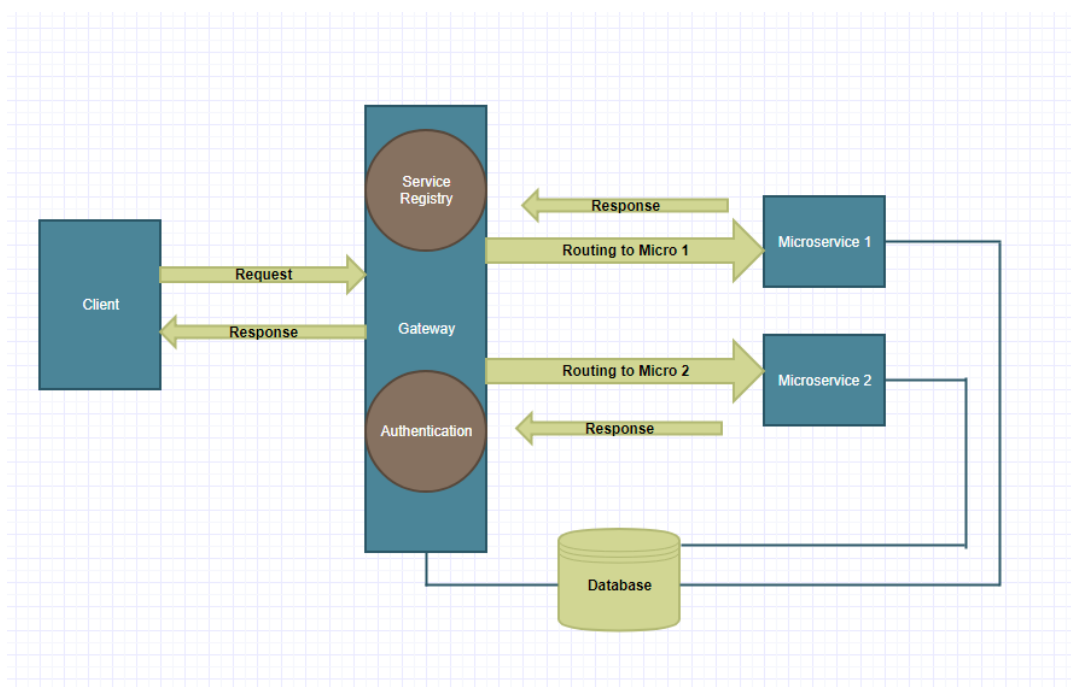 Service
Registry
Response
Microservice 1
Routing to Micro 1
Request
Client
Gateway
Response
Routing to Micro 2
Microservice 2
Authentication
Response
Database